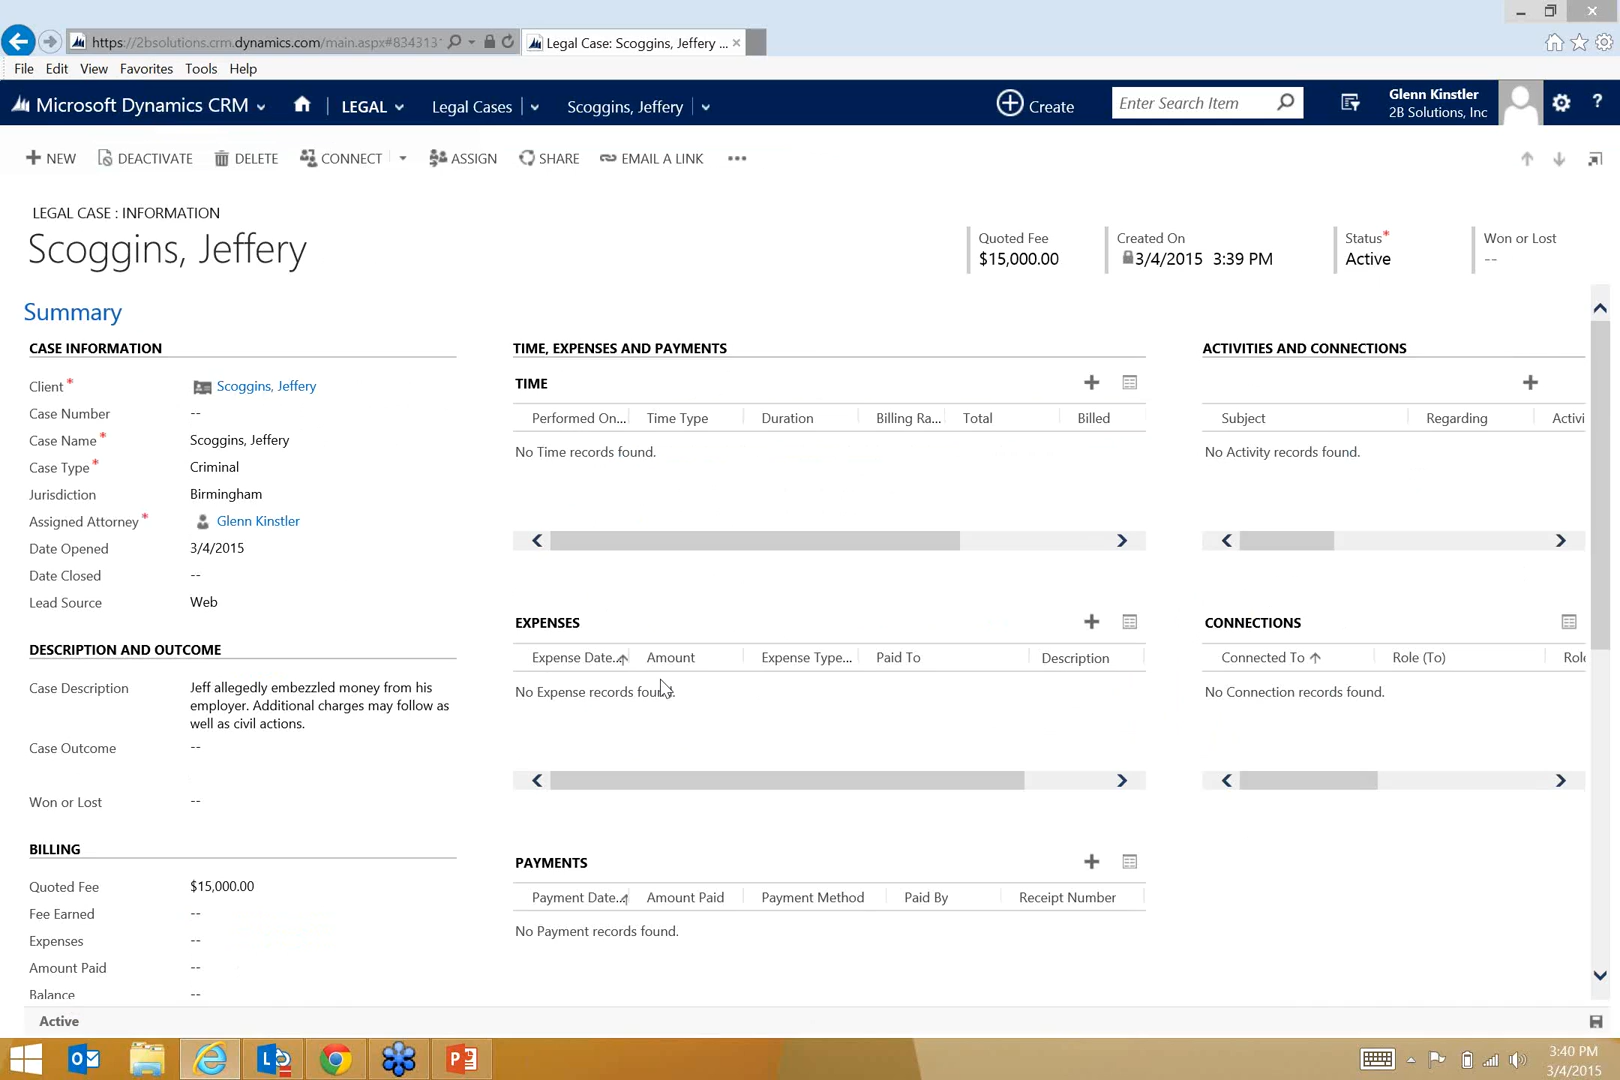 https://2bsolutions.crm.dynamics.com/main.aspx#834313
Legal Case: Scoggins, Jeffery ...
File Edit View Favorites Tools Help
Microsoft Dynamics CRM LEGAL Legal Cases Scoggins, Jeffery Create Enter Search Item
Glenn Kinstler
2B Solutions, Inc
?
NEW DEACTIVATE DELETE CONNECT ASSIGN SHARE EMAIL A LINK
LEGAL CASE : INFORMATION
Scoggins, Jeffery
Quoted Fee Created On Status* Won or Lost
$15,000.00 3/4/2015 3:39 PM Active --
Summary
CASE INFORMATION
Client * Scoggins, Jeffery
Case Number --
Case Name * Scoggins, Jeffery
Case Type * Criminal
Jurisdiction Birmingham
Assigned Attorney * Glenn Kinstler
Date Opened 3/4/2015
Date Closed --
Lead Source Web
DESCRIPTION AND OUTCOME
Case Description Jeff allegedly embezzled money from his
employer. Additional charges may follow as
well as civil actions.
Case Outcome --
Won or Lost --
BILLING
Quoted Fee $15,000.00
Fee Earned --
Expenses --
Amount Paid --
Balance --
TIME, EXPENSES AND PAYMENTS
TIME
Performed On... Time Type Duration Billing Ra... Total Billed
No Time records found.
EXPENSES
Expense Date... Amount Expense Type... Paid To Description
No Expense records found.
PAYMENTS
Payment Date... Amount Paid Payment Method Paid By Receipt Number
No Payment records found.
ACTIVITIES AND CONNECTIONS
Subject Regarding Activi
No Activity records found.
CONNECTIONS
Connected To Role (To) Role
No Connection records found.
Active
3:40 PM
3/4/2015